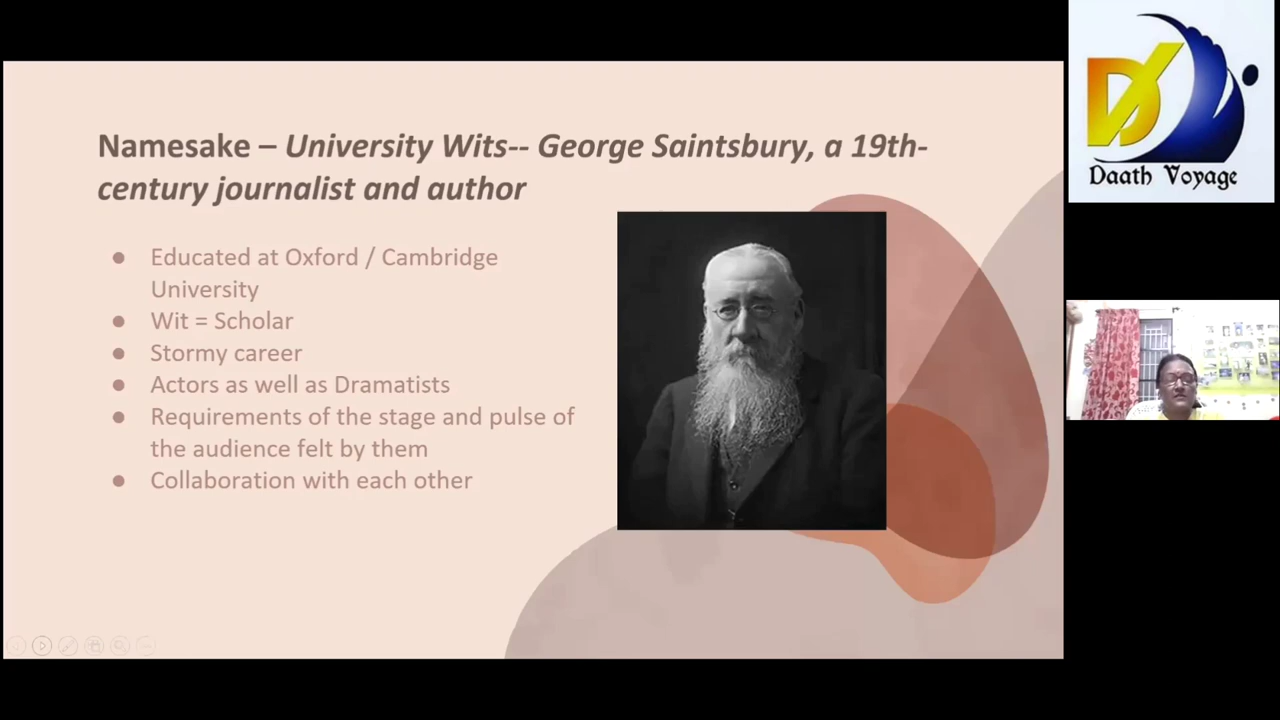 Namesake – University Wits-- George Saintsbury, a 19th-
century journalist and author
● Educated at Oxford / Cambridge
University
● Wit = Scholar
● Stormy career
● Actors as well as Dramatists
● Requirements of the stage and pulse of
the audience felt by them
● Collaboration with each other
DV
Daath Voyage